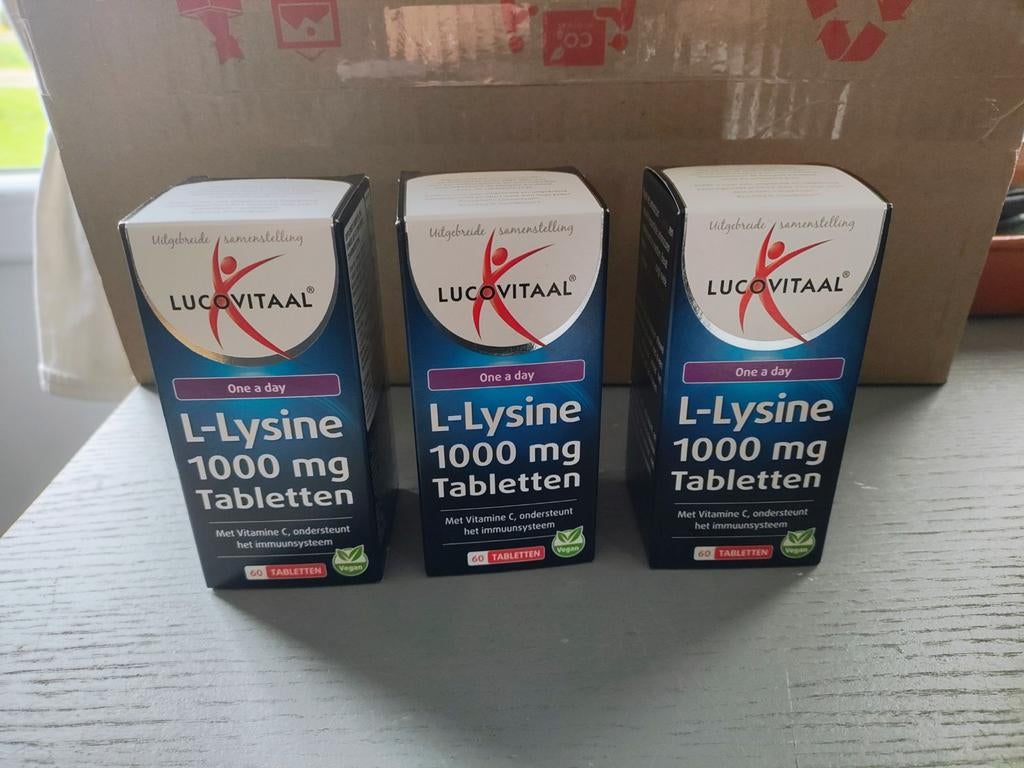 CO₂
Uitgebreide samenstelling
LUCOVITAAL®
One a day
L-Lysine
1000 mg
Tabletten
Met Vitamine C, ondersteunt
het immuunsysteem
60 TABLETTEN
Vegan
Uitgebreide samenstelling
LUCOVITAAL®
One a day
L-Lysine
1000 mg
Tabletten
Met Vitamine C, ondersteunt
het immuunsysteem
60 TABLETTEN
Vegan
Uitgebreide samenstelling
LUCOVITAAL®
One a day
L-Lysine
1000 mg
Tabletten
Met Vitamine C, ondersteunt
het immuunsysteem
60 TABLETTEN
Vegan